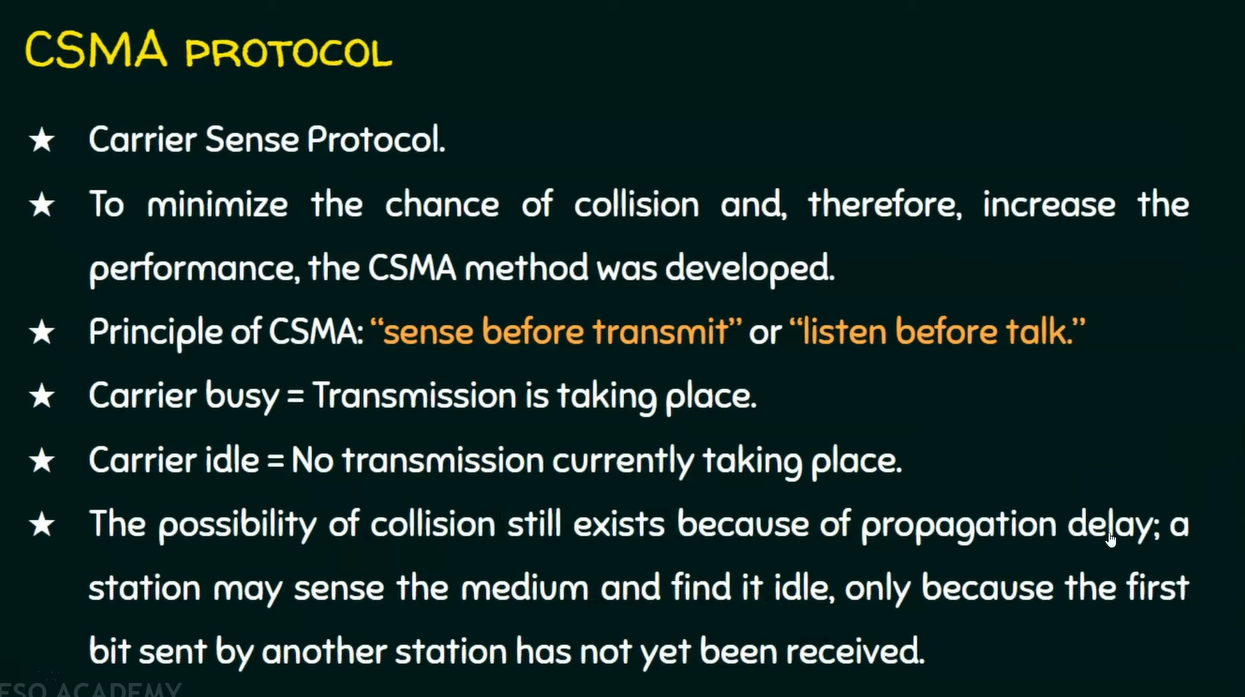 CSMA PROTOCOL
★ Carrier Sense Protocol.
★ To minimize the chance of collision and, therefore, increase the
performance, the CSMA method was developed.
★ Principle of CSMA: “sense before transmit” or “listen before talk.”
★ Carrier busy = Transmission is taking place.
★ Carrier idle = No transmission currently taking place.
★ The possibility of collision still exists because of propagation delay; a
station may sense the medium and find it idle, only because the first
bit sent by another station has not yet been received.
ESO ACADEMY